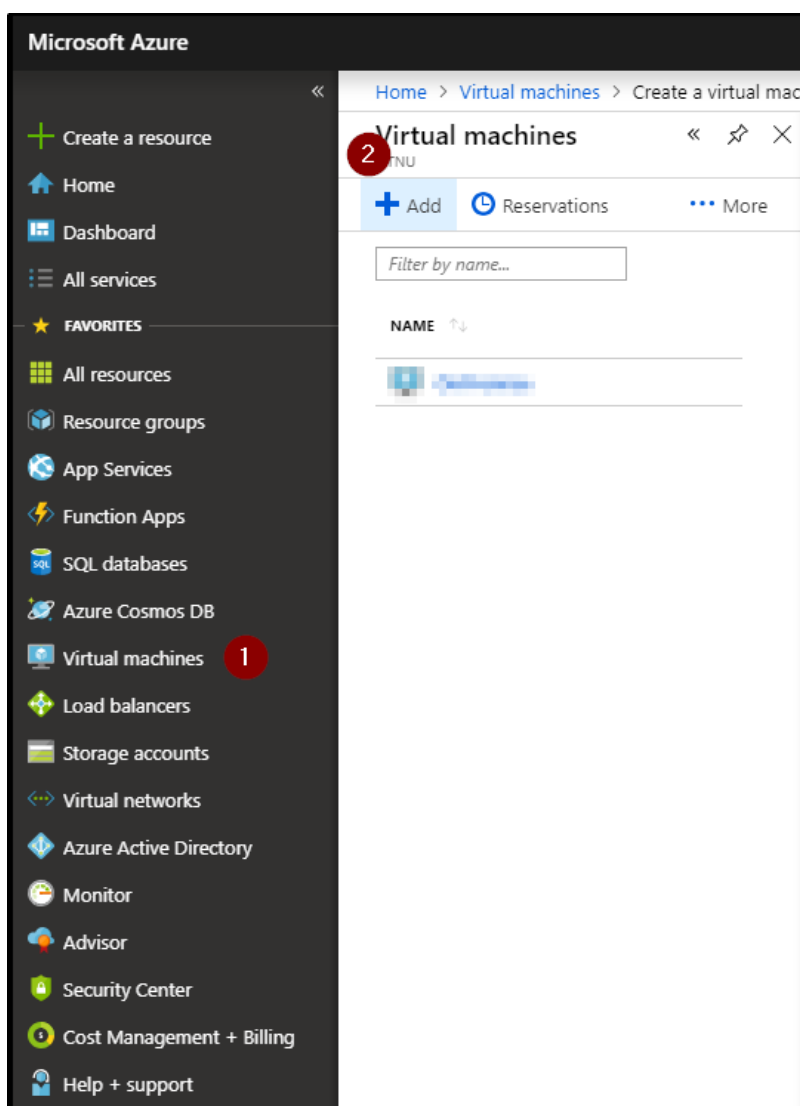 Microsoft Azure
«
Create a resource
Home
Dashboard
All services
FAVORITES
All resources
Resource groups
App Services
Function Apps
SQL
SQL databases
Azure Cosmos DB
Virtual machines
1
Load balancers
Storage accounts
Virtual networks
Azure Active Directory
Monitor
Advisor
Security Center
Cost Management + Billing
Help + support
Home > Virtual machines > Create a virtual mac
Virtual machines
«
2
Add
Reservations
More
Filter by name...
NAME